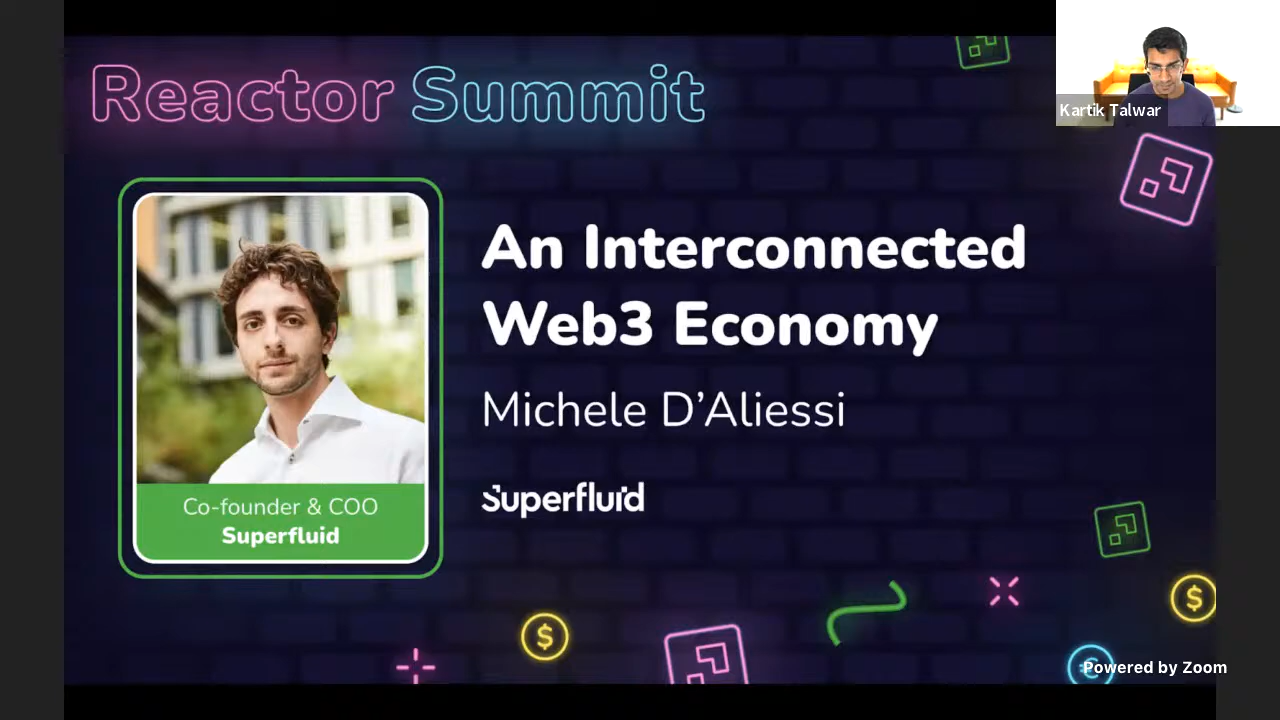 Reactor Summit
Kartik Talwar
An Interconnected
Web3 Economy
Michele D’Aliessi
Superfluid
Co-founder & COO
Superfluid
$
$
Powered by Zoom